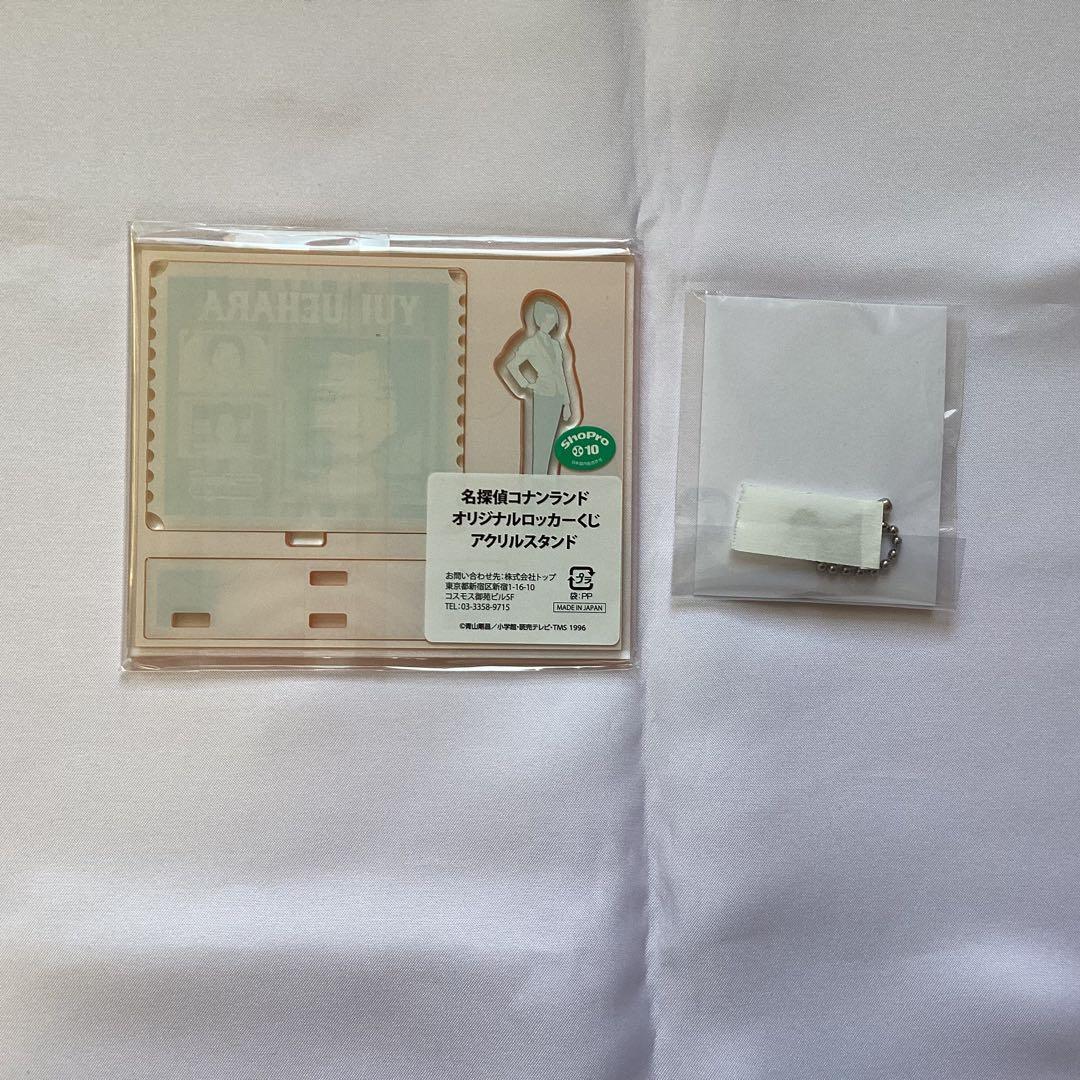 YUI UEHARA
ShoPro
10
名探偵コナンランド
オリジナルロッカーくじ
アクリルスタンド
お問い合わせ先：株式会社トップ
東京都新宿区新宿1-16-10
コスモス御苑ビル5F
TEL：03-3358-9715
プラ
袋：PP
MADE IN JAPAN
©青山剛昌／小学館・読売テレビ・TMS 1996